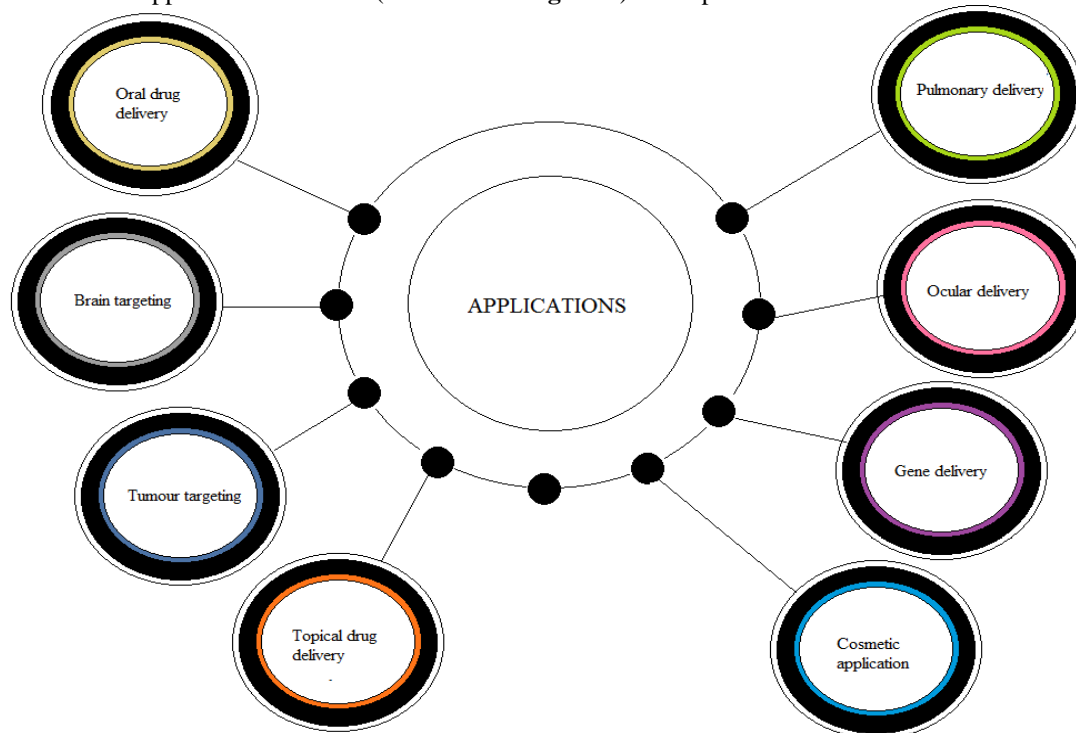 Oral drug
delivery
Pulmonary delivery
Brain targeting
APPLICATIONS
Ocular delivery
Tumour targeting
Gene delivery
Topical drug
delivery
Cosmetic
application